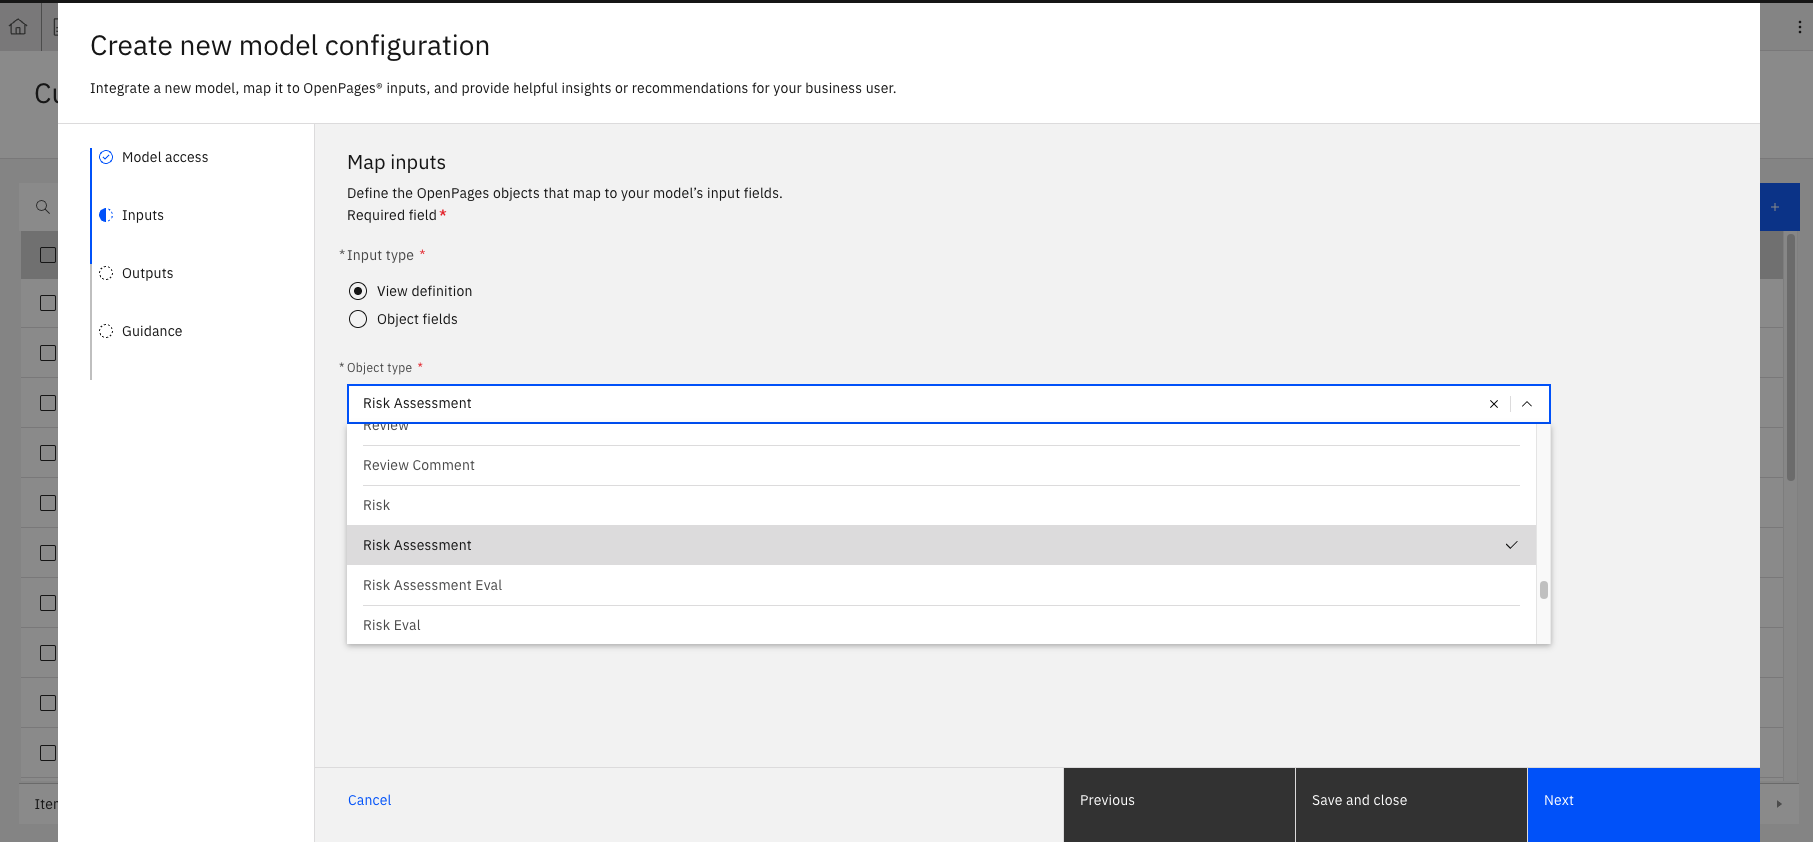 Create new model configuration
Integrate a new model, map it to OpenPages® inputs, and provide helpful insights or recommendations for your business user.
Model access
Inputs
Outputs
Guidance
Map inputs
Define the OpenPages objects that map to your model’s input fields.
Required field*
*Input type *
View definition
Object fields
*Object type *
Risk Assessment
Review
Review Comment
Risk
Risk Assessment
Risk Assessment Eval
Risk Eval
Cancel
Previous
Save and close
Next